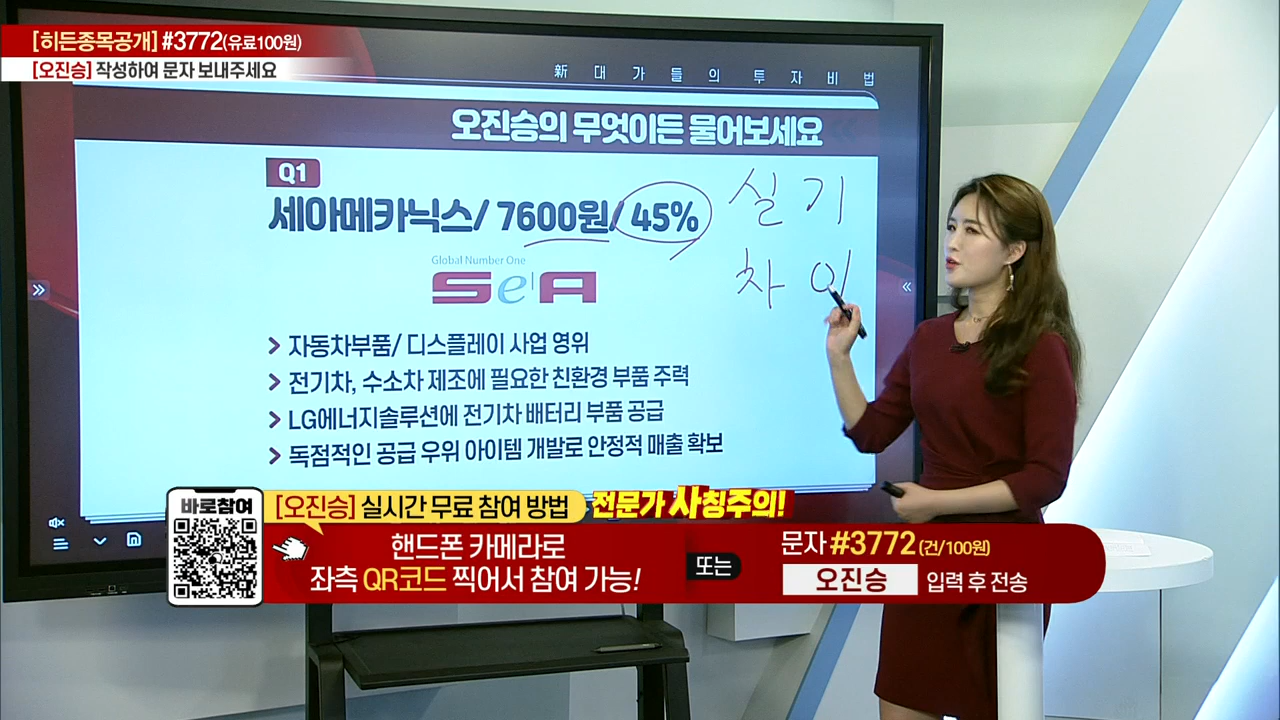 [히든종목공개] #3772(유료100원)
[오진승] 작성하여 문자 보내주세요
新 대가들의 투자비법
오진승의 무엇이든 물어보세요
Q1
세아메카닉스/ 7600원/ 45%
실기
차이
Global Number One
SeA
자동차부품/ 디스플레이 사업 영위
전기차, 수소차 제조에 필요한 친환경 부품 주력
LG에너지솔루션에 전기차 배터리 부품 공급
독점적인 공급 우위 아이템 개발로 안정적 매출 확보
바로참여
[오진승] 실시간 무료 참여 방법
전문가 사칭주의!
핸드폰 카메라로
좌측 QR코드 찍어서 참여 가능!
또는
문자 #3772 (건/100원)
오진승 입력 후 전송